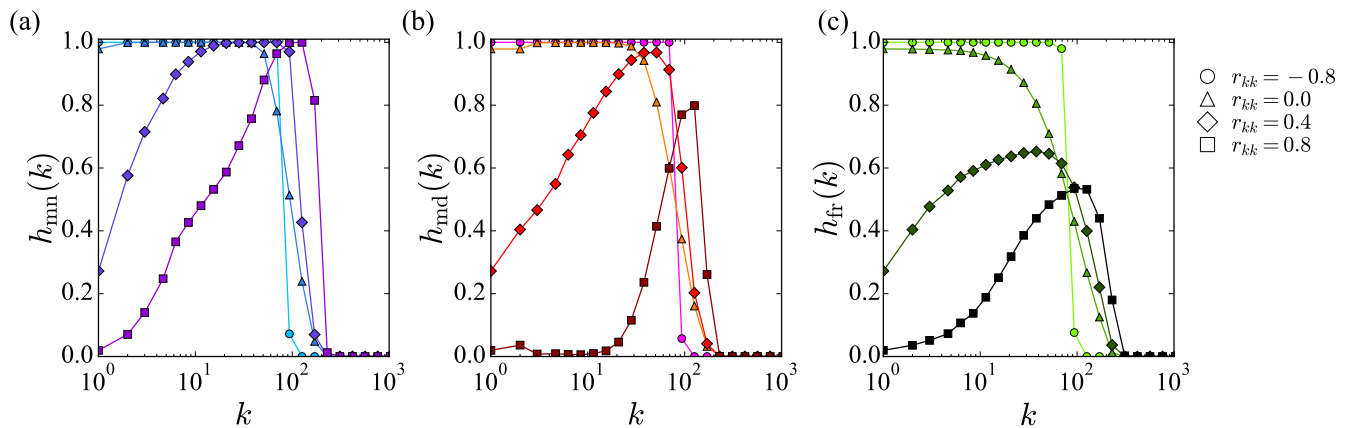 (a)
1.0
0.8
0.6
0.4
0.2
0.0
h_mn(k)
10^0
10^1
10^2
10^3
k
(b)
1.0
0.8
0.6
0.4
0.2
0.0
h_md(k)
10^0
10^1
10^2
10^3
k
(c)
1.0
0.8
0.6
0.4
0.2
0.0
h_fr(k)
10^0
10^1
10^2
10^3
k
r_kk = −0.8
r_kk = 0.0
r_kk = 0.4
r_kk = 0.8